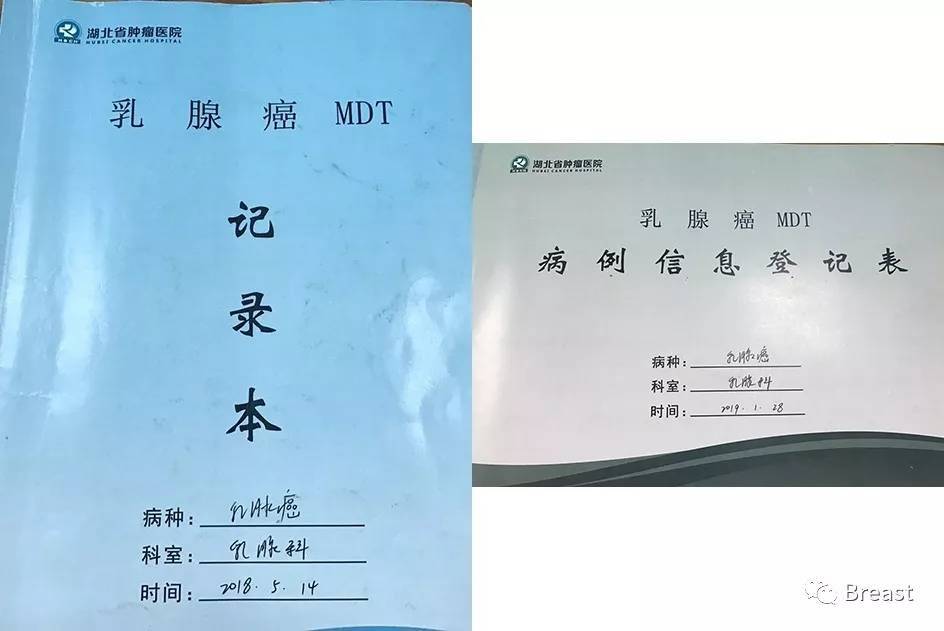 湖北省肿瘤医院
HUBEI CANCER HOSPITAL
乳腺癌 MDT
记
录
本
病种：乳腺癌
科室：乳腺科
时间：2018.5.14
湖北省肿瘤医院
HUBEI CANCER HOSPITAL
乳腺癌 MDT
病例信息登记表
病种：乳腺癌
科室：乳腺科
时间：2019.1.28
Breast